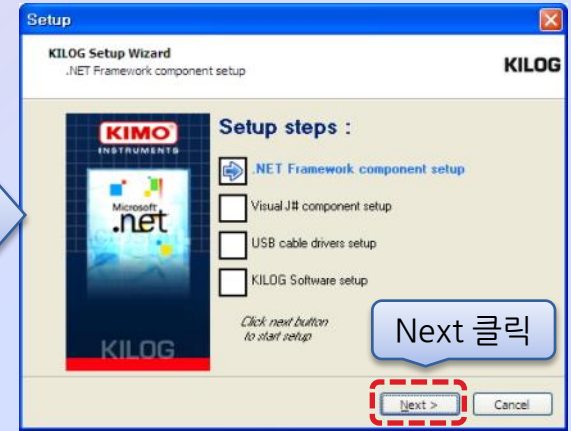 Setup
KILOG Setup Wizard
.NET Framework component setup
KILOG
KIMO
INSTRUMENTS
Microsoft
.net
KILOG
Setup steps :
.NET Framework component setup
Visual J# component setup
USB cable drivers setup
KILOG Software setup
Click next button
to start setup
Next 클릭
Next >
Cancel